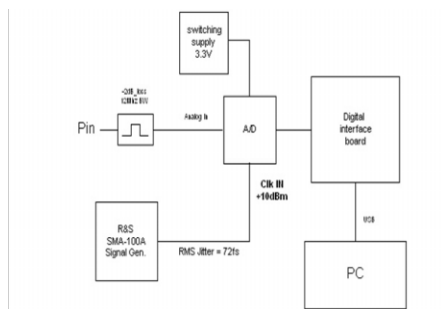 switching
supply
3.3V
Pin
Analog In
A/D
Digital
interface
board
Clk IN
+10dBm
R&S
SMA-100A
Signal Gen.
RMS Jitter = 72fs
USB
PC